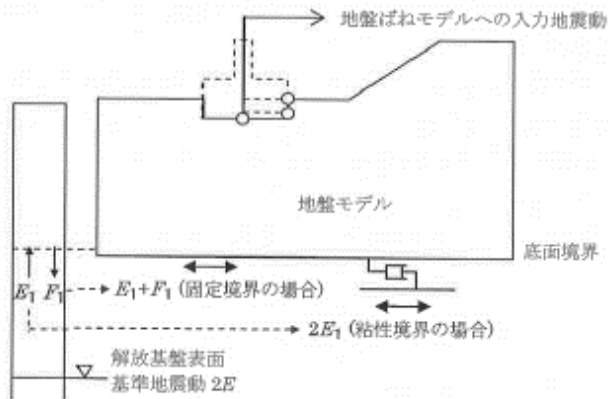 地盤ばねモデルへの入力地震動
地盤モデル
底面境界
E₁ F₁
E₁+F₁ (固定境界の場合)
2E₁ (粘性境界の場合)
解放基盤表面
基準地震動 2E